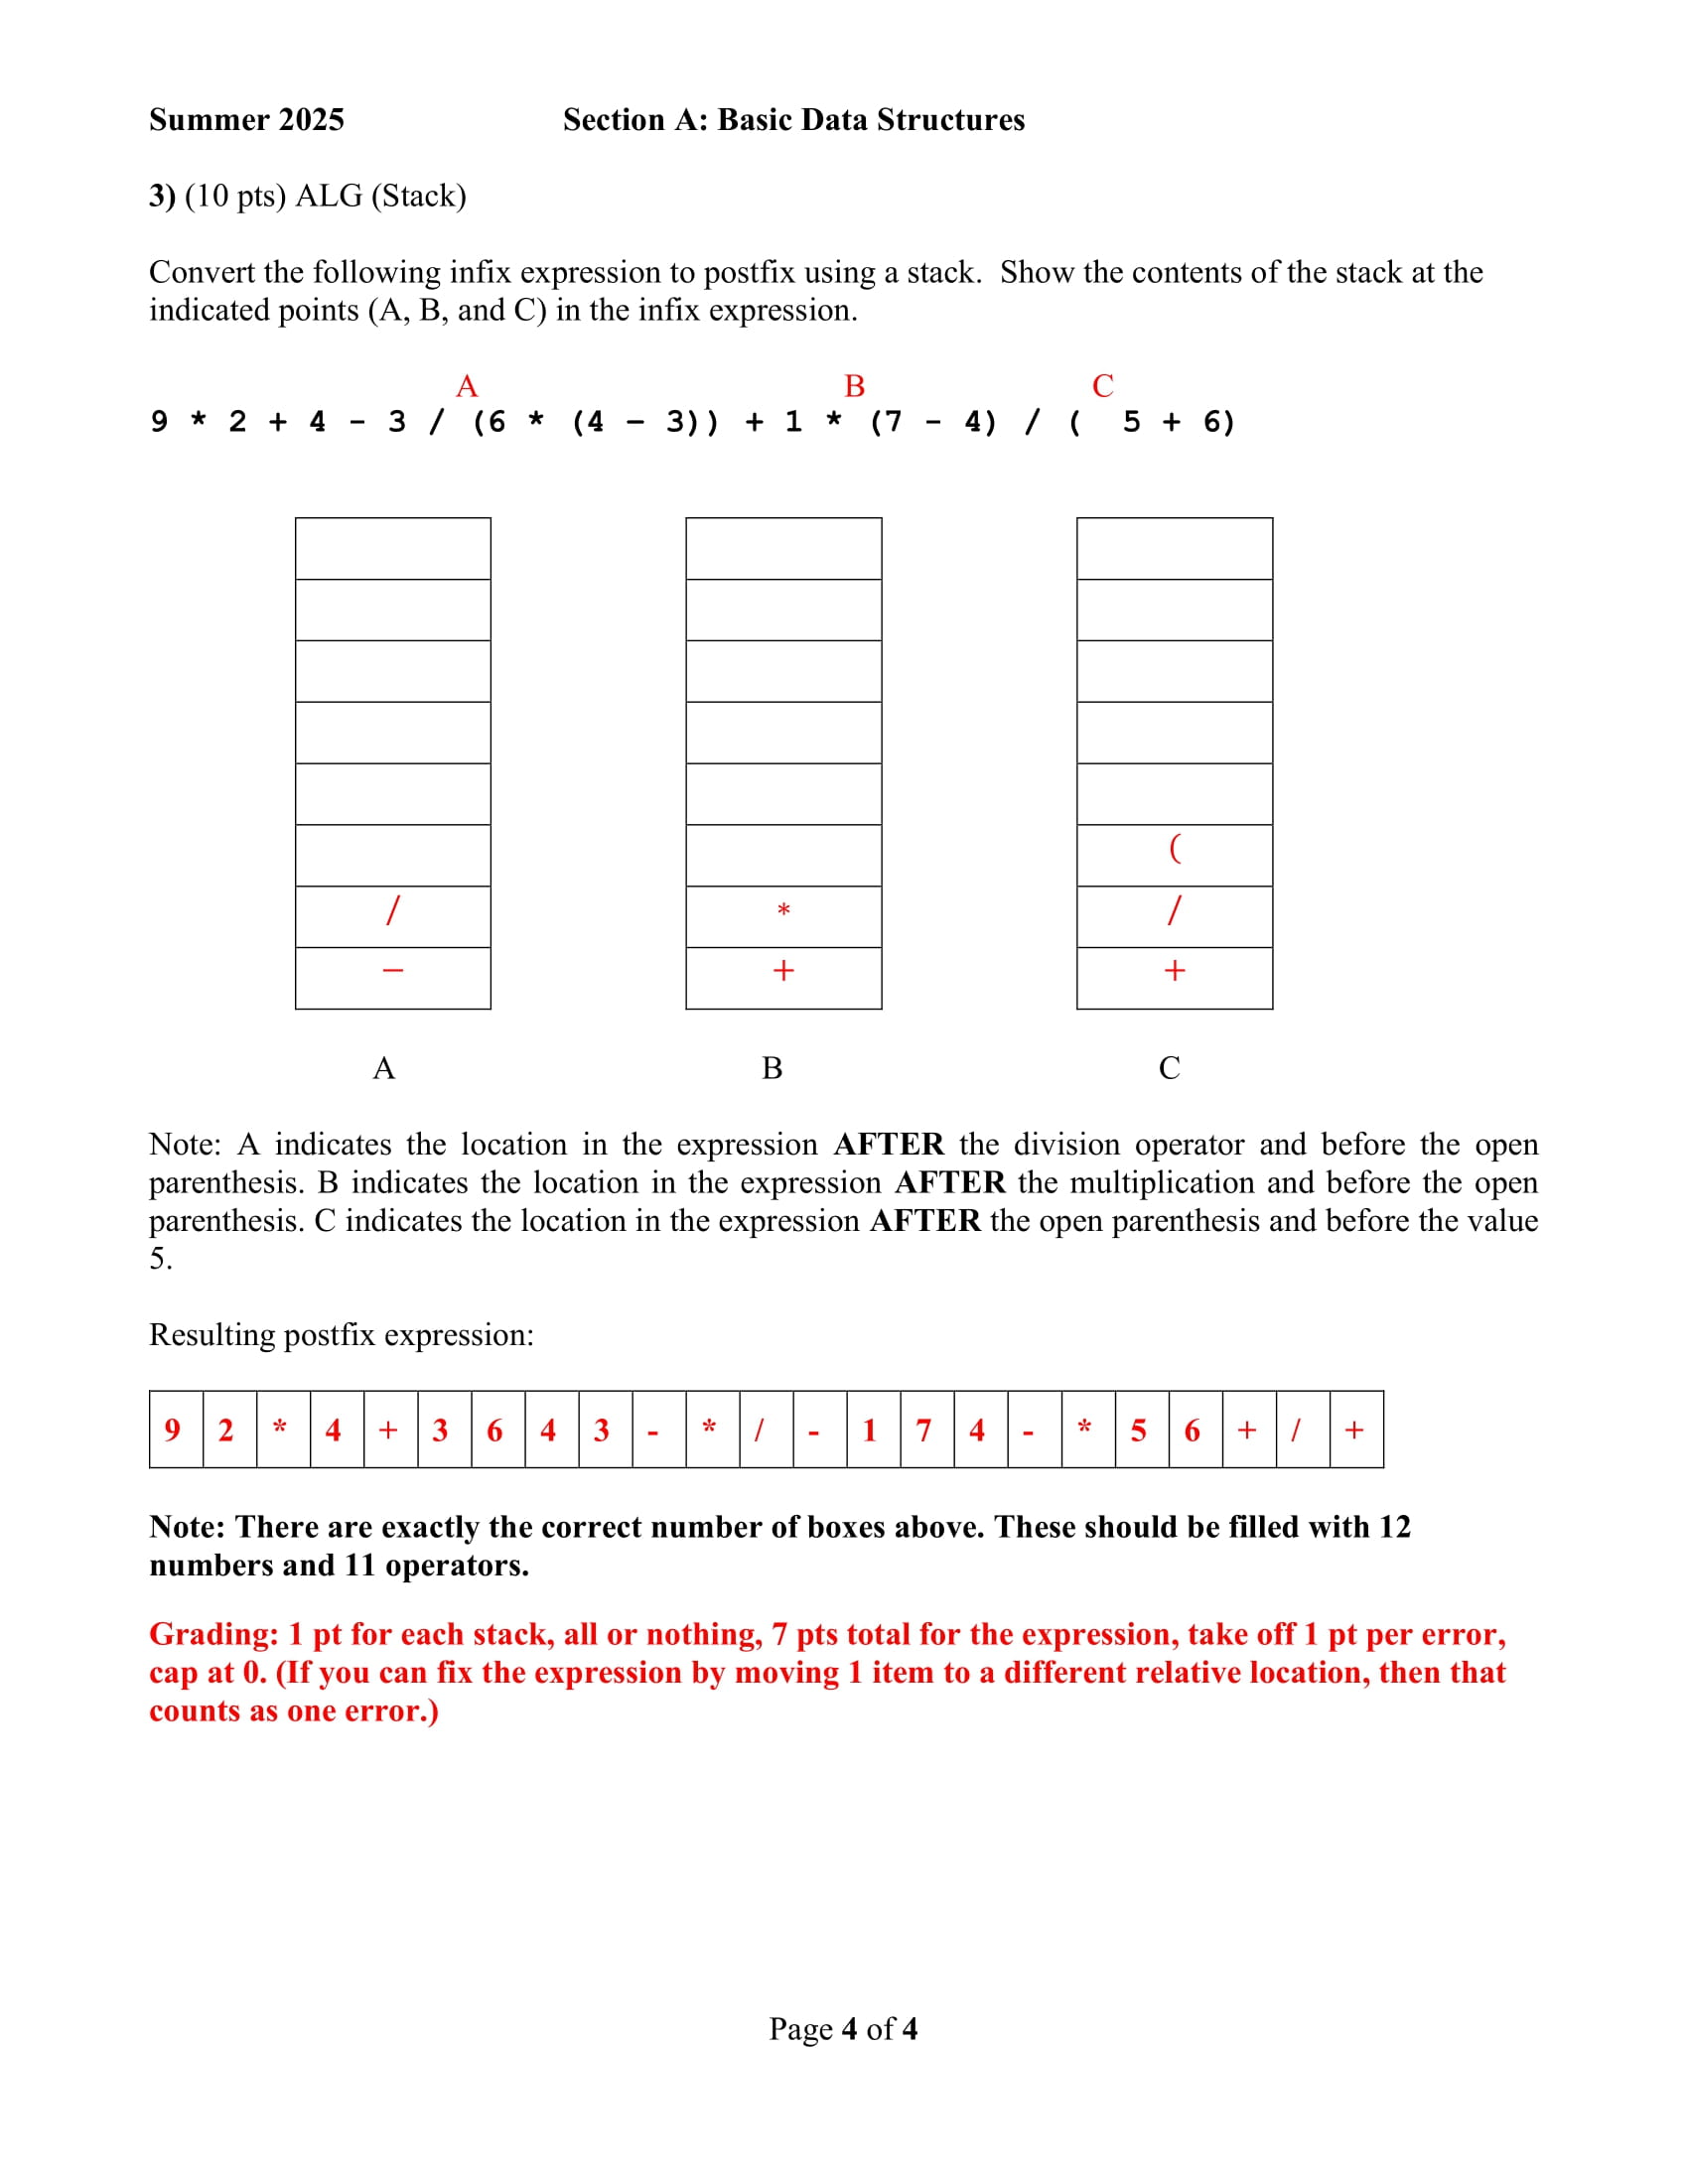 Summer 2025 Section A: Basic Data Structures
3) (10 pts) ALG (Stack)
Convert the following infix expression to postfix using a stack. Show the contents of the stack at the
indicated points (A, B, and C) in the infix expression.
A B C
9 * 2 + 4 - 3 / (6 * (4 – 3)) + 1 * (7 - 4) / ( 5 + 6)
(
/ * /
– + +
A B C
Note: A indicates the location in the expression AFTER the division operator and before the open
parenthesis. B indicates the location in the expression AFTER the multiplication and before the open
parenthesis. C indicates the location in the expression AFTER the open parenthesis and before the value
5.
Resulting postfix expression:
9 2 * 4 + 3 6 4 3 - * / - 1 7 4 - * 5 6 + / +
Note: There are exactly the correct number of boxes above. These should be filled with 12
numbers and 11 operators.
Grading: 1 pt for each stack, all or nothing, 7 pts total for the expression, take off 1 pt per error,
cap at 0. (If you can fix the expression by moving 1 item to a different relative location, then that
counts as one error.)
Page 4 of 4